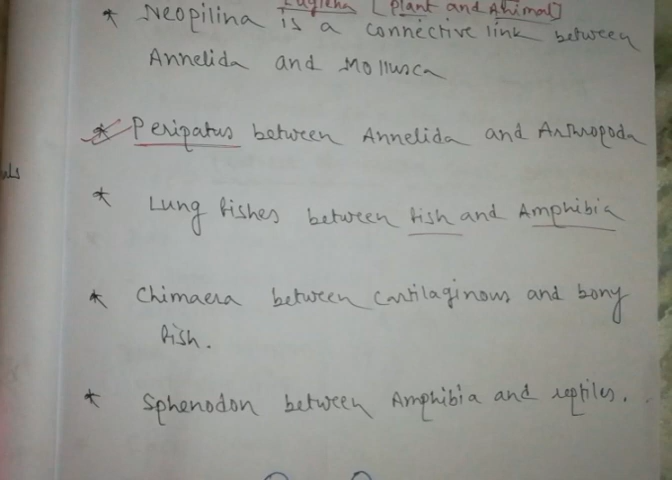 Euglena [Plant and Animal]
* Neopilina is a connective link between
Annelida and Mollusca
* Peripatus between Annelida and Arthropoda
* Lung fishes between fish and Amphibia
* Chimaera between cartilaginous and bony
fish.
* Sphenodon between Amphibia and reptiles.